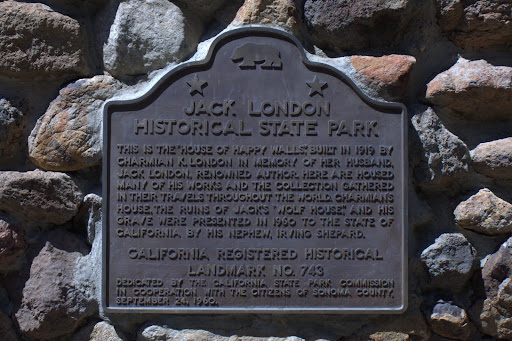 JACK LONDON
HISTORICAL STATE PARK
THIS IS THE "HOUSE OF HAPPY WALLS", BUILT IN 1919 BY
CHARMIAN K. LONDON IN MEMORY OF HER HUSBAND,
JACK LONDON, RENOWNED AUTHOR. HERE ARE HOUSED
MANY OF HIS WORKS AND THE COLLECTION GATHERED
IN THEIR TRAVELS THROUGHOUT THE WORLD. CHARMIAN'S
HOUSE, THE RUINS OF JACK'S "WOLF HOUSE," AND HIS
GRAVE WERE PRESENTED IN 1960 TO THE STATE OF
CALIFORNIA BY HIS NEPHEW, IRVING SHEPARD.
CALIFORNIA REGISTERED HISTORICAL
LANDMARK NO. 743
DEDICATED BY THE CALIFORNIA STATE PARK COMMISSION
IN COOPERATION WITH THE CITIZENS OF SONOMA COUNTY,
SEPTEMBER 24, 1960.